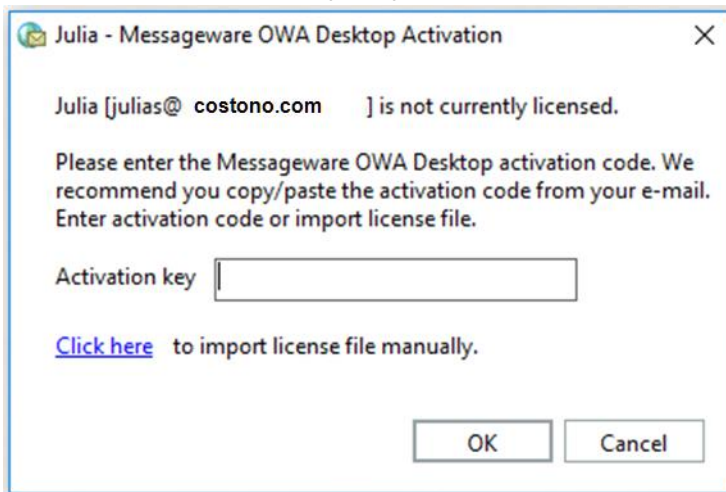 Julia - Messageware OWA Desktop Activation
Julia [julias@ costono.com ] is not currently licensed.
Please enter the Messageware OWA Desktop activation code. We
recommend you copy/paste the activation code from your e-mail.
Enter activation code or import license file.
Activation key
Click here to import license file manually.
OK Cancel